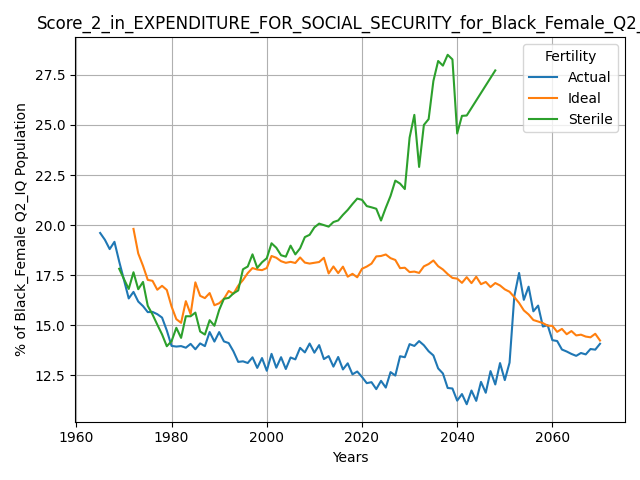 Score_2_in_EXPENDITURE_FOR_SOCIAL_SECURITY_for_Black_Female_Q2_
Fertility
Actual
Ideal
Sterile
% of Black_Female Q2_IQ Population
27.5
25.0
22.5
20.0
17.5
15.0
12.5
1960 1980 2000 2020 2040 2060
Years